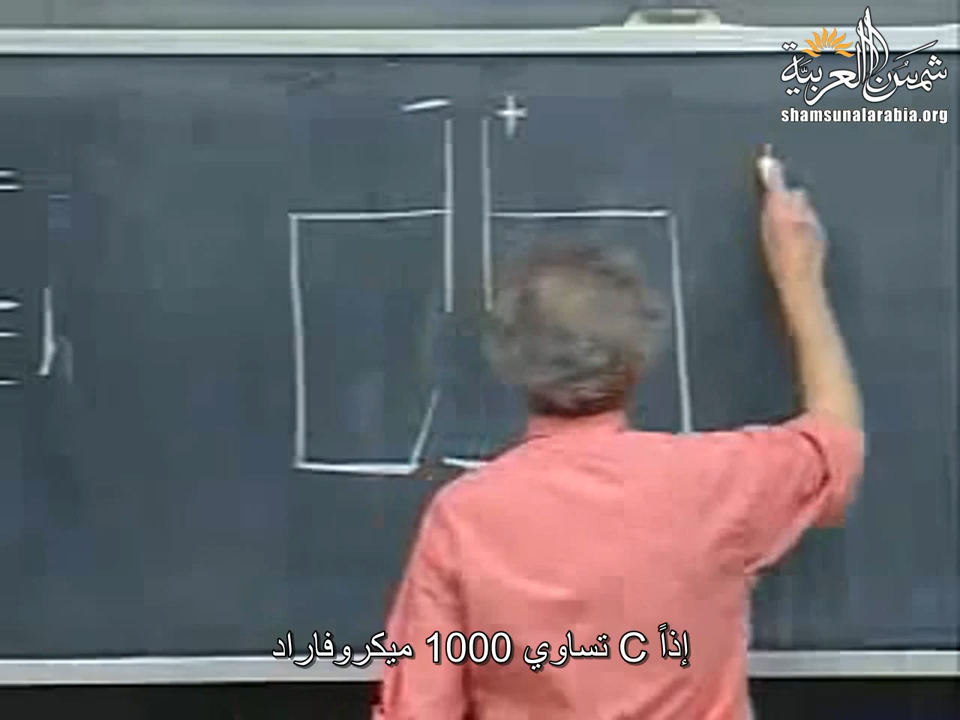 شمس العربية
shamsunalarabia.org
- +
إذاً C تساوي 1000 ميكروفاراد